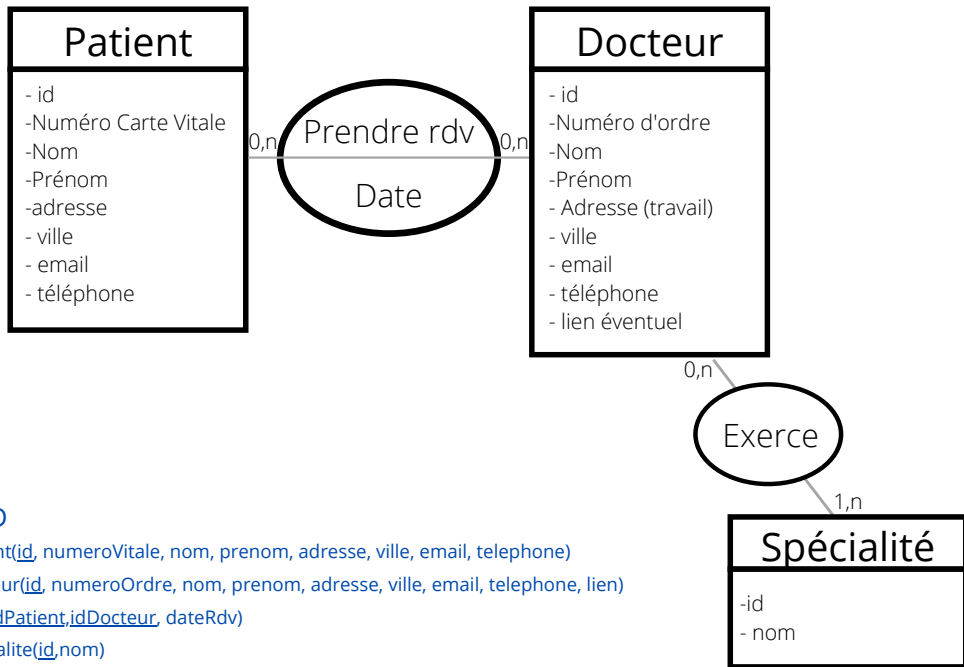 Patient
- id
-Numéro Carte Vitale
-Nom
-Prénom
-adresse
- ville
- email
- téléphone
0,n
Prendre rdv
Date
0,n
Docteur
- id
-Numéro d'ordre
-Nom
-Prénom
- Adresse (travail)
- ville
- email
- téléphone
- lien éventuel
0,n
Exerce
1,n
Spécialité
-id
- nom
nt(id, numeroVitale, nom, prenom, adresse, ville, email, telephone)
eur(id, numeroOrdre, nom, prenom, adresse, ville, email, telephone, lien)
dPatient,idDocteur, dateRdv)
alite(id,nom)